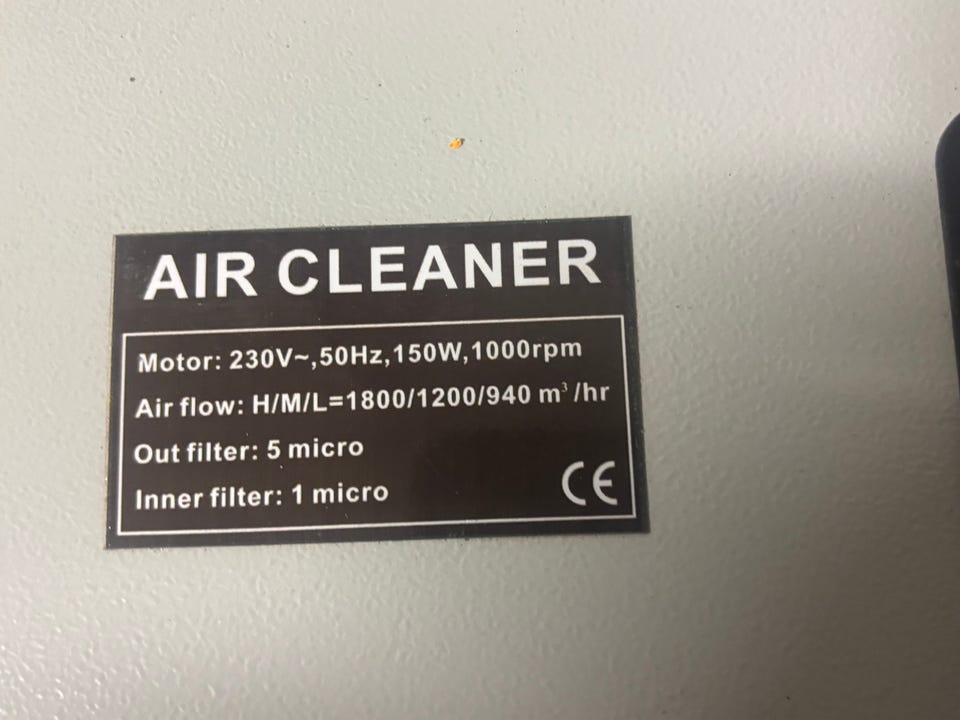 AIR CLEANER
Motor: 230V~,50Hz,150W,1000rpm
Air flow: H/M/L=1800/1200/940 m³/hr
Out filter: 5 micro
Inner filter: 1 micro
CE